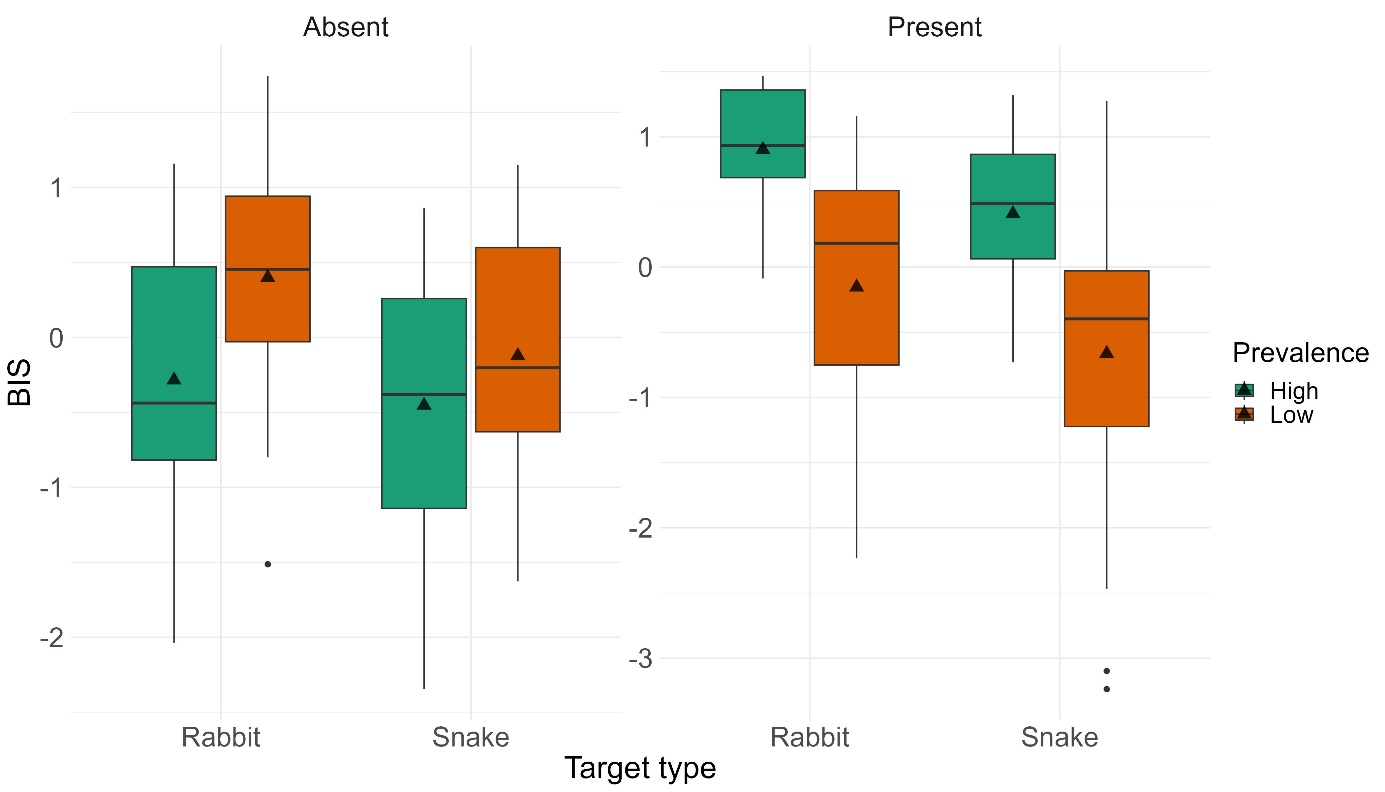 Absent
Present
BIS
1
0
-1
-2
1
0
-1
-2
-3
Rabbit
Snake
Rabbit
Snake
Target type
Prevalence
High
Low